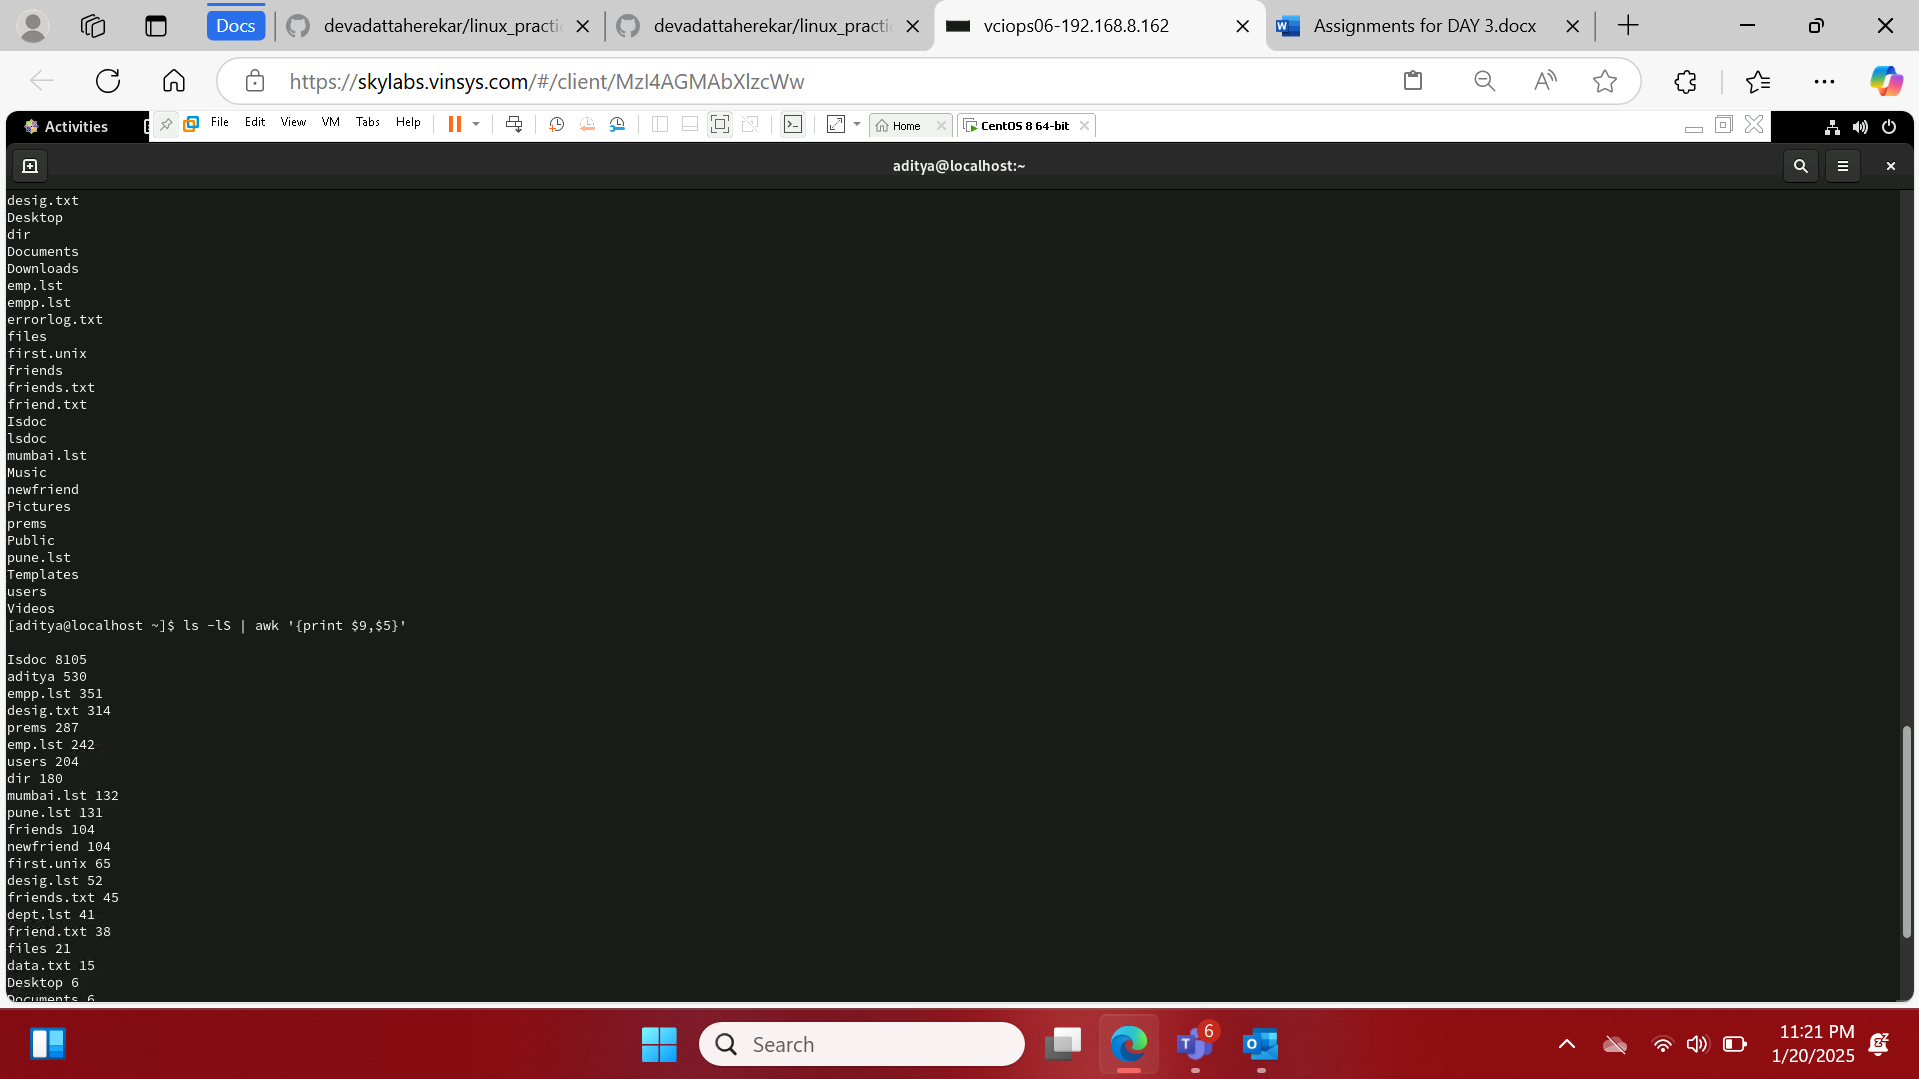 Docs
devadattaherekar/linux_practi
devadattaherekar/linux_practi
vciops06-192.168.8.162
Assignments for DAY 3.docx
https://skylabs.vinsys.com/#/client/MzI4AGMAbXlzcWw
Activities
File Edit View VM Tabs Help
Home
CentOS 8 64-bit
aditya@localhost:~
desig.txt
Desktop
dir
Documents
Downloads
emp.lst
empp.lst
errorlog.txt
files
first.unix
friends
friends.txt
friend.txt
Isdoc
lsdoc
mumbai.lst
Music
newfriend
Pictures
prems
Public
pune.lst
Templates
users
Videos
[aditya@localhost ~]$ ls -lS | awk '{print $9,$5}'
Isdoc 8105
aditya 530
empp.lst 351
desig.txt 314
prems 287
emp.lst 242
users 204
dir 180
mumbai.lst 132
pune.lst 131
friends 104
newfriend 104
first.unix 65
desig.lst 52
friends.txt 45
dept.lst 41
friend.txt 38
files 21
data.txt 15
Desktop 6
Documents 6
Search
6
11:21 PM
1/20/2025